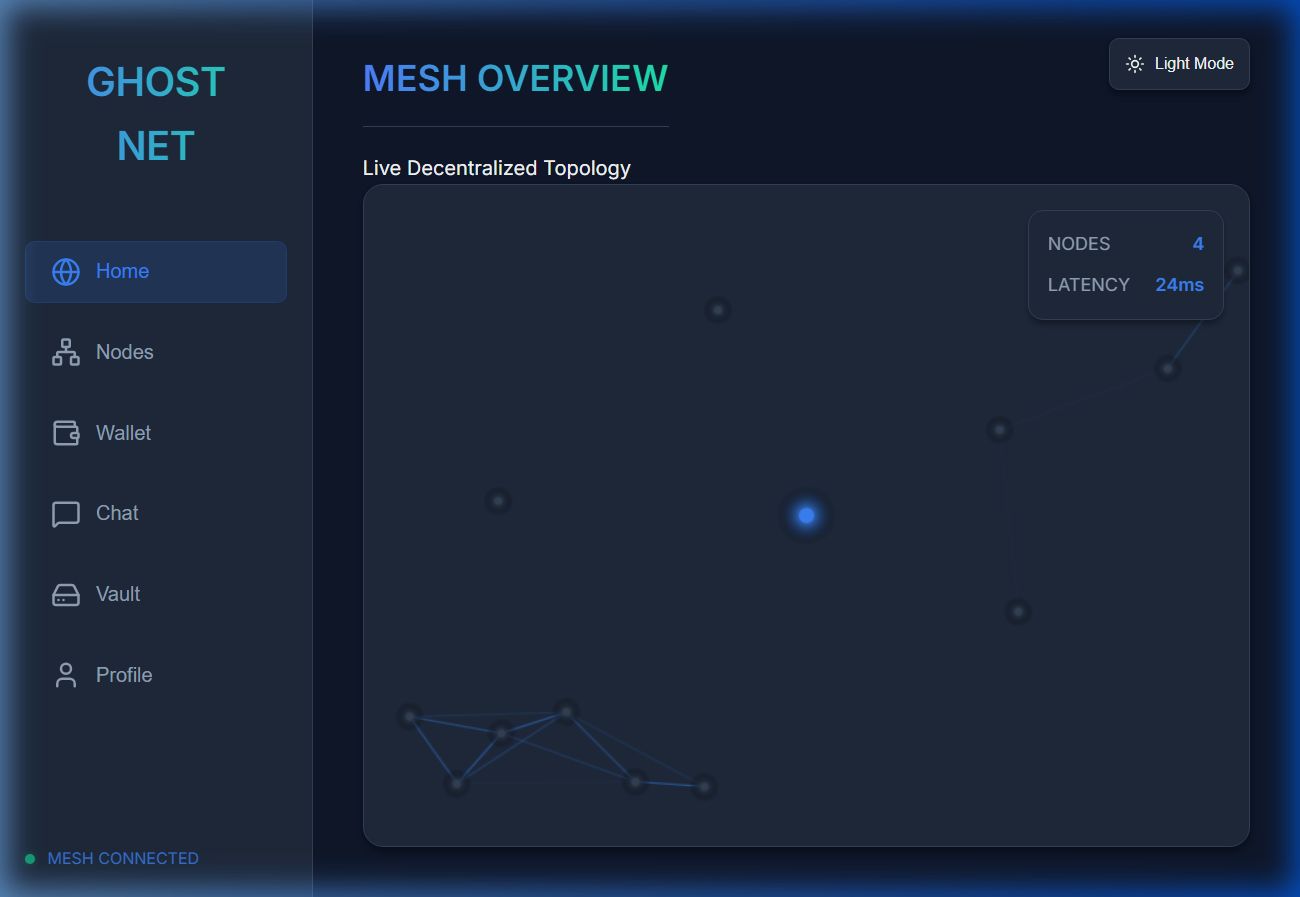 GHOST
NET
Home
Nodes
Wallet
Chat
Vault
Profile
MESH CONNECTED
MESH OVERVIEW
Light Mode
Live Decentralized Topology
NODES 4
LATENCY 24ms